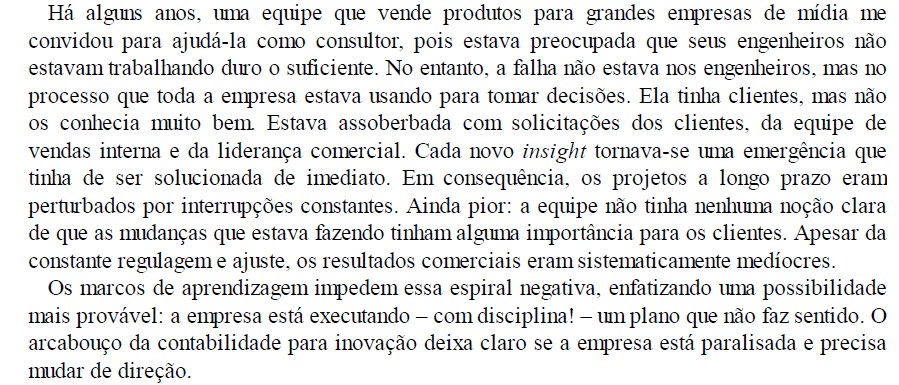 Há alguns anos, uma equipe que vende produtos para grandes empresas de mídia me
convidou para ajudá-la como consultor, pois estava preocupada que seus engenheiros não
estavam trabalhando duro o suficiente. No entanto, a falha não estava nos engenheiros, mas no
processo que toda a empresa estava usando para tomar decisões. Ela tinha clientes, mas não
os conhecia muito bem. Estava assoberbada com solicitações dos clientes, da equipe de
vendas interna e da liderança comercial. Cada novo insight tornava-se uma emergência que
tinha de ser solucionada de imediato. Em consequência, os projetos a longo prazo eram
perturbados por interrupções constantes. Ainda pior: a equipe não tinha nenhuma noção clara
de que as mudanças que estava fazendo tinham alguma importância para os clientes. Apesar da
constante regulagem e ajuste, os resultados comerciais eram sistematicamente medíocres.
Os marcos de aprendizagem impedem essa espiral negativa, enfatizando uma possibilidade
mais provável: a empresa está executando – com disciplina! – um plano que não faz sentido. O
arcabouço da contabilidade para inovação deixa claro se a empresa está paralisada e precisa
mudar de direção.